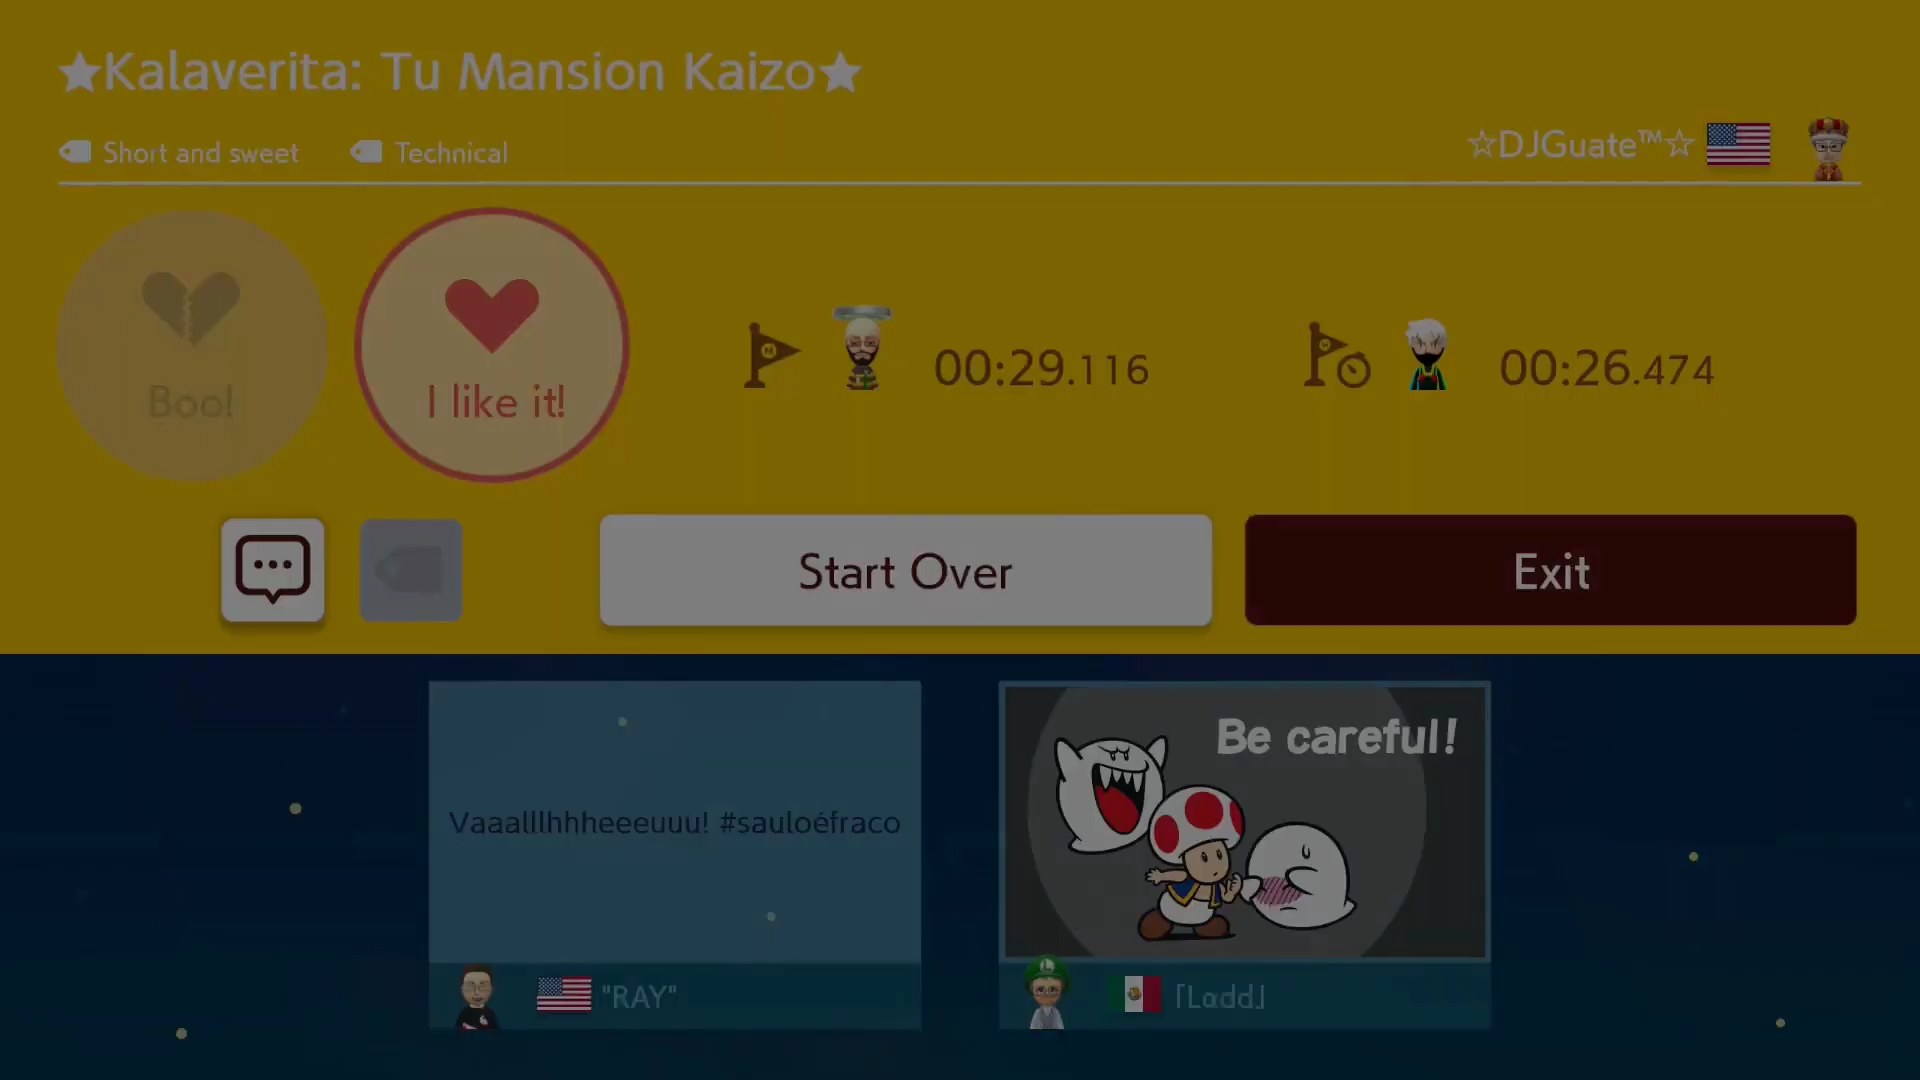 ★Kalaverita: Tu Mansion Kaizo★
Short and sweet
Technical
☆DJGuate™☆
Boo!
I like it!
00:29.116
00:26.474
Start Over
Exit
Vaaalllhhheeeuuu! #sauloéfraco
Be careful!
"RAY"
「Ladd」